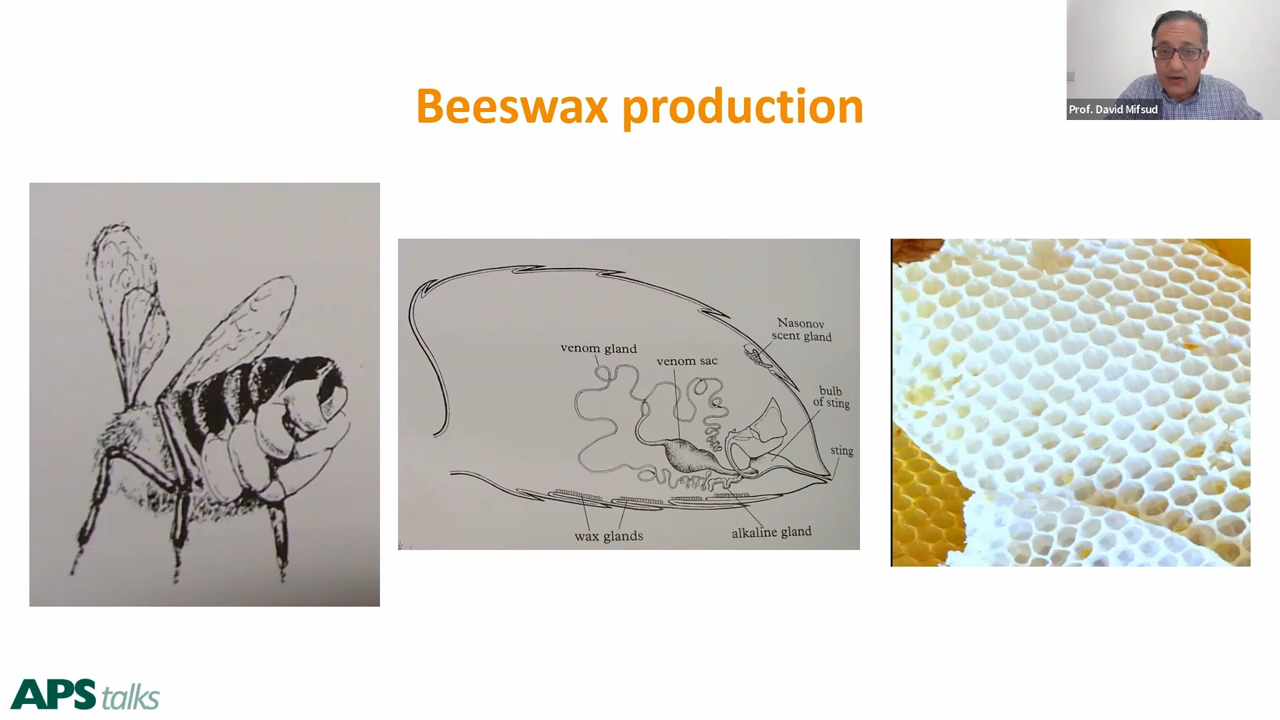 Prof. David Mifsud
Beeswax production
Nasonov
scent gland
venom gland
venom sac
bulb
of sting
sting
wax glands
alkaline gland
APS talks